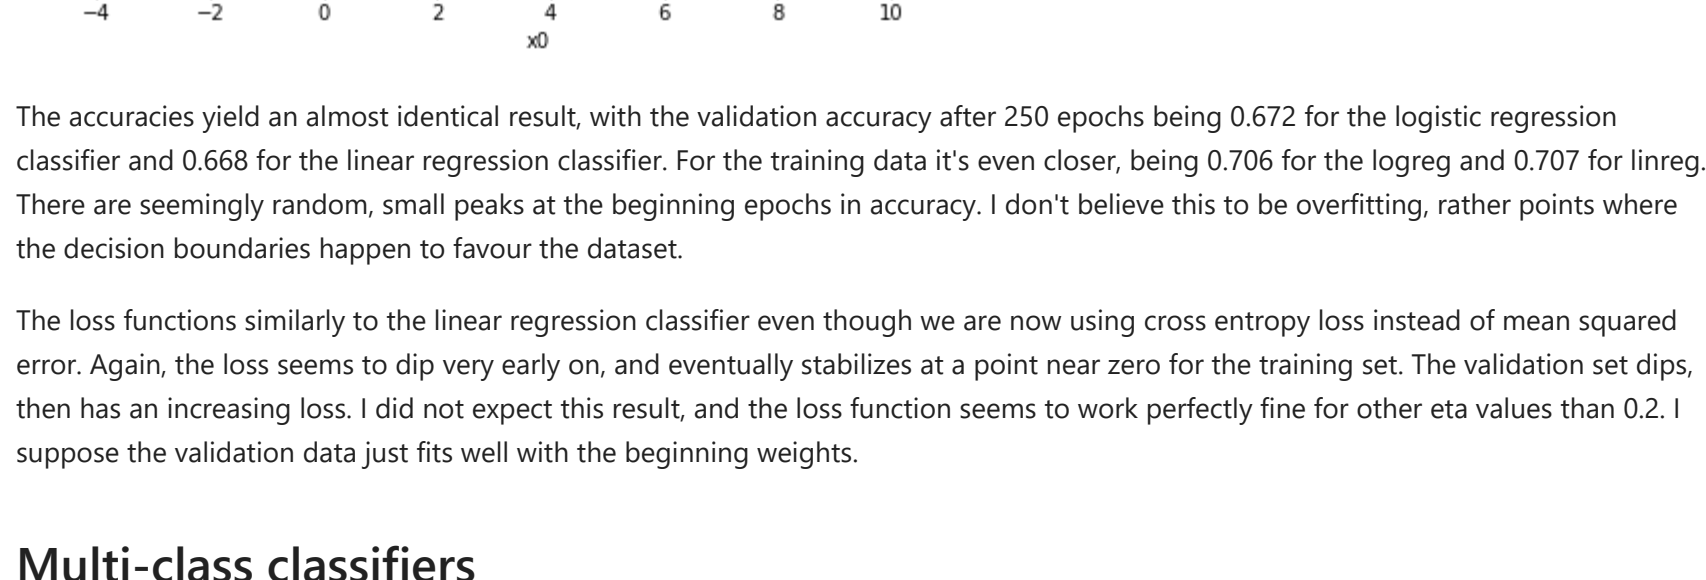 −4 −2 0 2 4 6 8 10
x0
The accuracies yield an almost identical result, with the validation accuracy after 250 epochs being 0.672 for the logistic regression
classifier and 0.668 for the linear regression classifier. For the training data it's even closer, being 0.706 for the logreg and 0.707 for linreg.
There are seemingly random, small peaks at the beginning epochs in accuracy. I don't believe this to be overfitting, rather points where
the decision boundaries happen to favour the dataset.
The loss functions similarly to the linear regression classifier even though we are now using cross entropy loss instead of mean squared
error. Again, the loss seems to dip very early on, and eventually stabilizes at a point near zero for the training set. The validation set dips,
then has an increasing loss. I did not expect this result, and the loss function seems to work perfectly fine for other eta values than 0.2. I
suppose the validation data just fits well with the beginning weights.
Multi-class classifiers